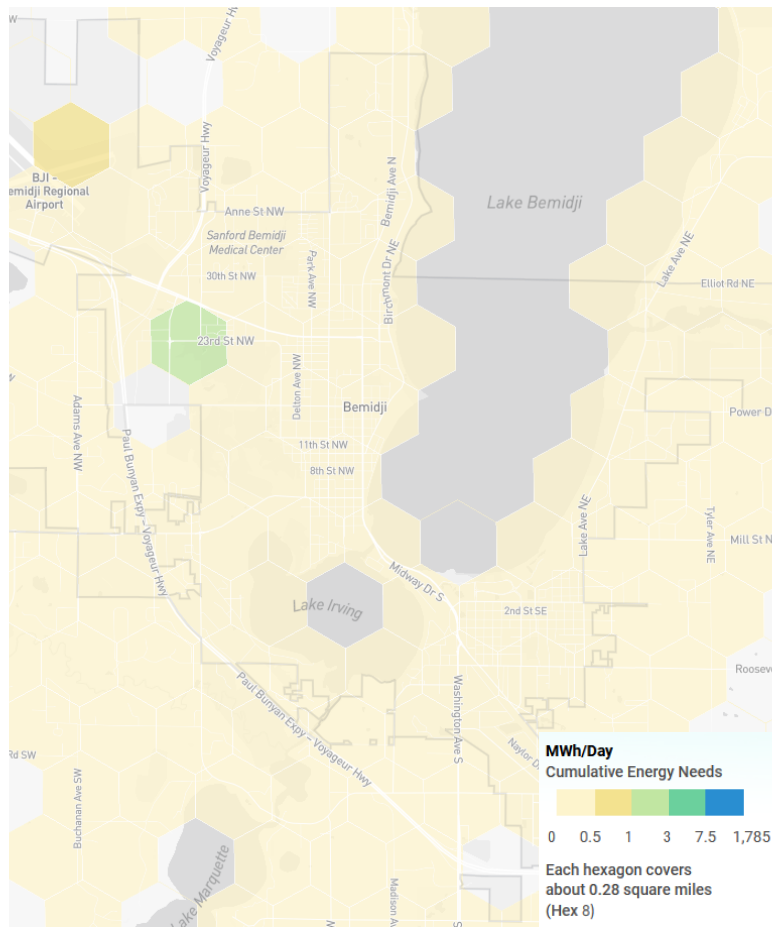 NW
Voyageur Hwy
Voyageur Hwy
Bemidji Ave N
BJI –
emidji Regional
Airport
Anne St NW
Lake Bemidji
Sanford Bemidji
Medical Center
Lake Ave NE
30th St NW
Park Ave NW
Birchmont Dr NE
Elliot Rd NE
23rd St NW
Delton Ave NW
Bemidji
Adams Ave NW
Power D
11th St NW
8th St NW
Paul Bunyan Expy – Voyageur Hwy
Lake Ave NE
Tyler Ave NE
Mill St N
Midway Dr S
Lake Irving
2nd St SE
Roosev
Paul Bunyan Expy – Voyageur Hwy
Washington Ave S
Naylor D
Rd SW
Buchanan Ave SW
Lake Marquette
Madison Av
S
MWh/Day
Cumulative Energy Needs
0 0.5 1 3 7.5 1,785
Each hexagon covers
about 0.28 square miles
(Hex 8)